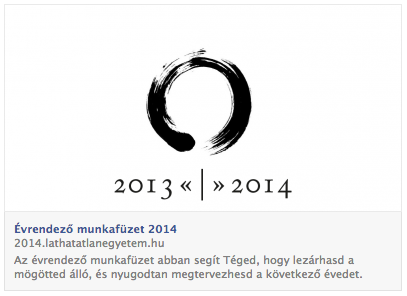 2013 « | » 2014
Évrendező munkafüzet 2014
2014.lathatatlanegyetem.hu
Az évrendező munkafüzet abban segít Téged, hogy lezárhasd a
mögötted álló, és nyugodtan megtervezhesd a következő évedet.